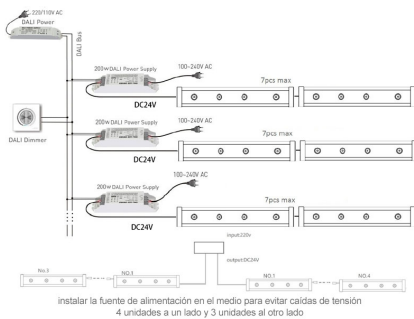 220/110V AC
DALI Power
DALI Bus
200w DALI Power Supply
100-240V AC
7pcs max
DC24V
DALI Dimmer
200w DALI Power Supply
100-240V AC
7pcs max
DC24V
200w DALI Power Supply
100-240V AC
7pcs max
DC24V
input:220v
output:DC24V
NO.3
NO.1
NO.4
instalar la fuente de alimentación en el medio para evitar caídas de tensión
4 unidades a un lado y 3 unidades al otro lado